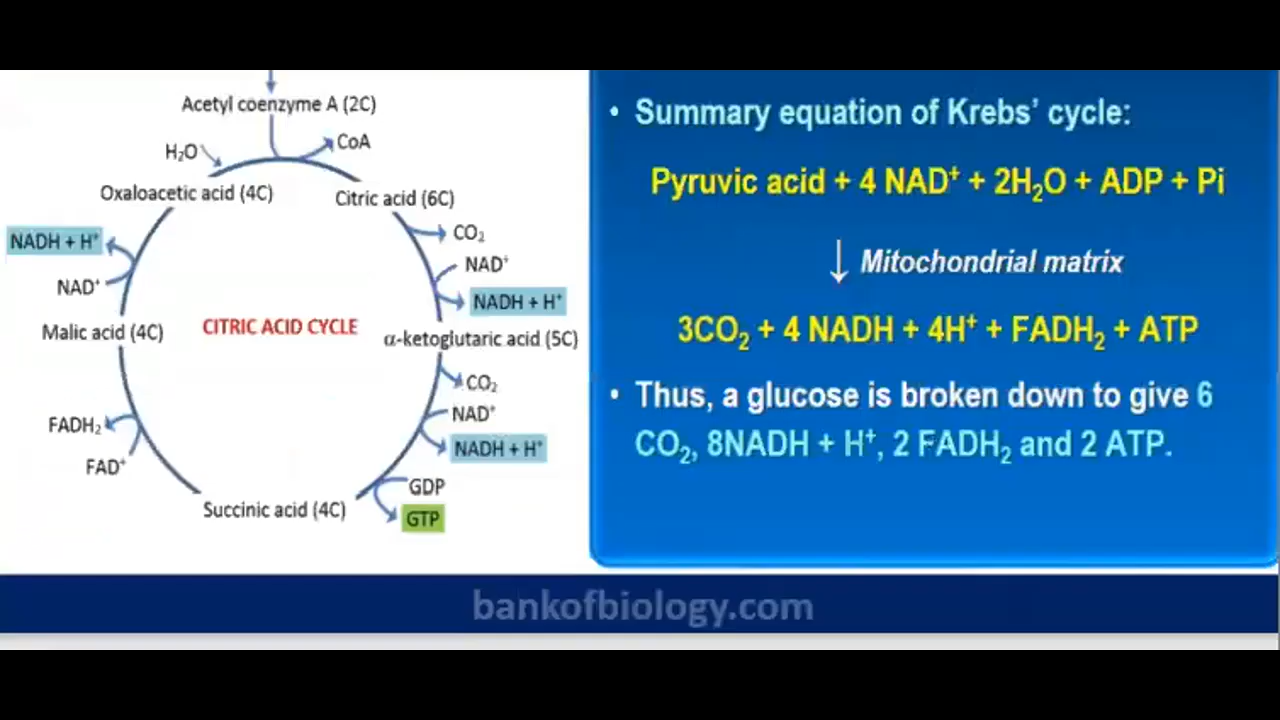 Acetyl coenzyme A (2C)
CoA
H₂O
Oxaloacetic acid (4C)
Citric acid (6C)
CO₂
NAD⁺
NADH + H⁺
α-ketoglutaric acid (5C)
CO₂
NAD⁺
NADH + H⁺
GDP
GTP
Succinic acid (4C)
FAD⁺
FADH₂
Malic acid (4C)
NAD⁺
NADH + H⁺
CITRIC ACID CYCLE
• Summary equation of Krebs’ cycle:
Pyruvic acid + 4 NAD⁺ + 2H₂O + ADP + Pi
↓ Mitochondrial matrix
3CO₂ + 4 NADH + 4H⁺ + FADH₂ + ATP
• Thus, a glucose is broken down to give 6
CO₂, 8NADH + H⁺, 2 FADH₂ and 2 ATP.
bankofbiology.com